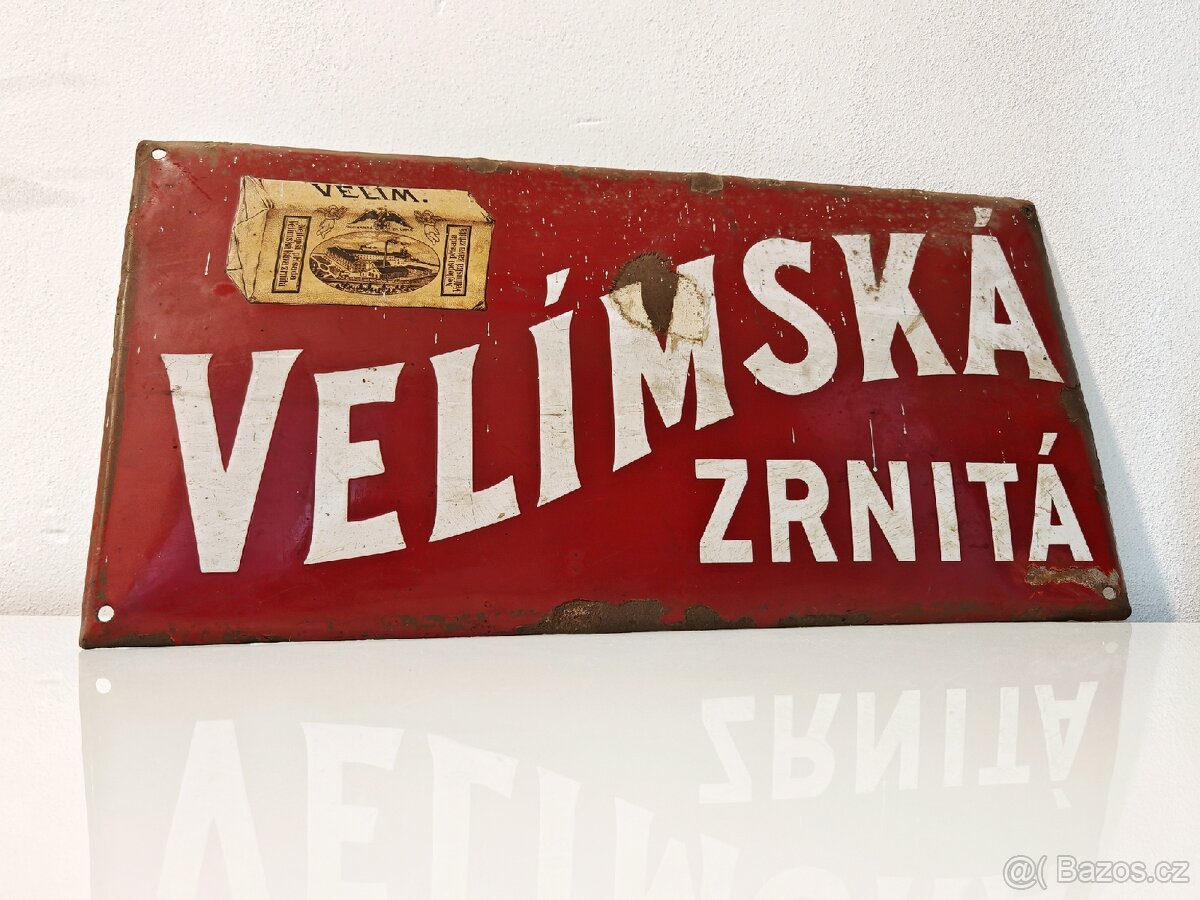 VELIM.
VELÍMSKÁ
ZRNITÁ
@( Bazos.cz